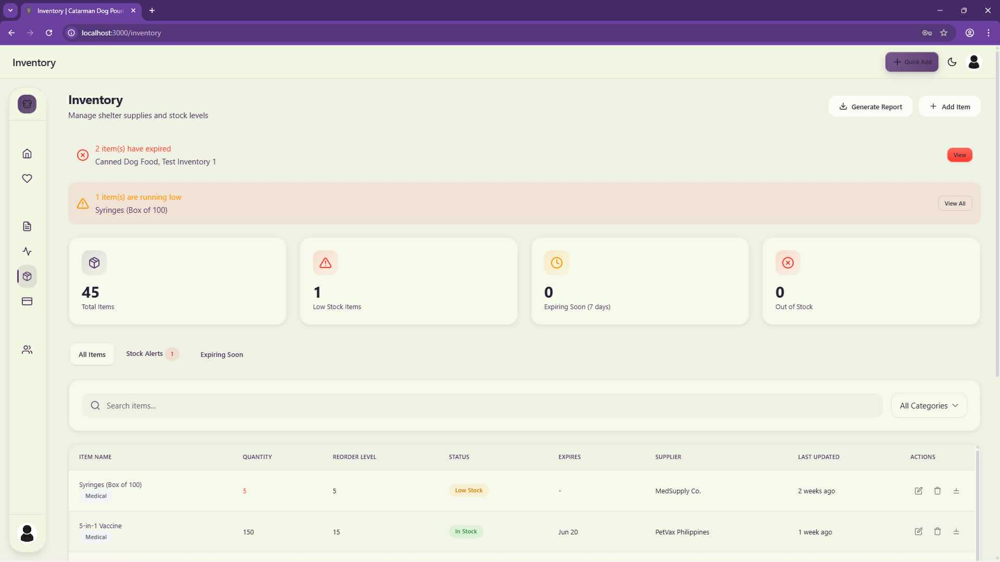 Inventory | Catarman Dog Poun
localhost:3000/inventory
Inventory
Quick Add
Inventory
Manage shelter supplies and stock levels
Generate Report
Add Item
2 item(s) have expired
Canned Dog Food, Test Inventory 1
View
1 item(s) are running low
Syringes (Box of 100)
View All
45
Total Items
1
Low Stock Items
0
Expiring Soon (7 days)
0
Out of Stock
All Items
Stock Alerts 1
Expiring Soon
Search items...
All Categories
ITEM NAME QUANTITY REORDER LEVEL STATUS EXPIRES SUPPLIER LAST UPDATED ACTIONS
Syringes (Box of 100)
Medical
5 5 Low Stock - MedSupply Co. 2 weeks ago
5-in-1 Vaccine
Medical
150 15 In Stock Jun 20 PetVax Philippines 1 week ago